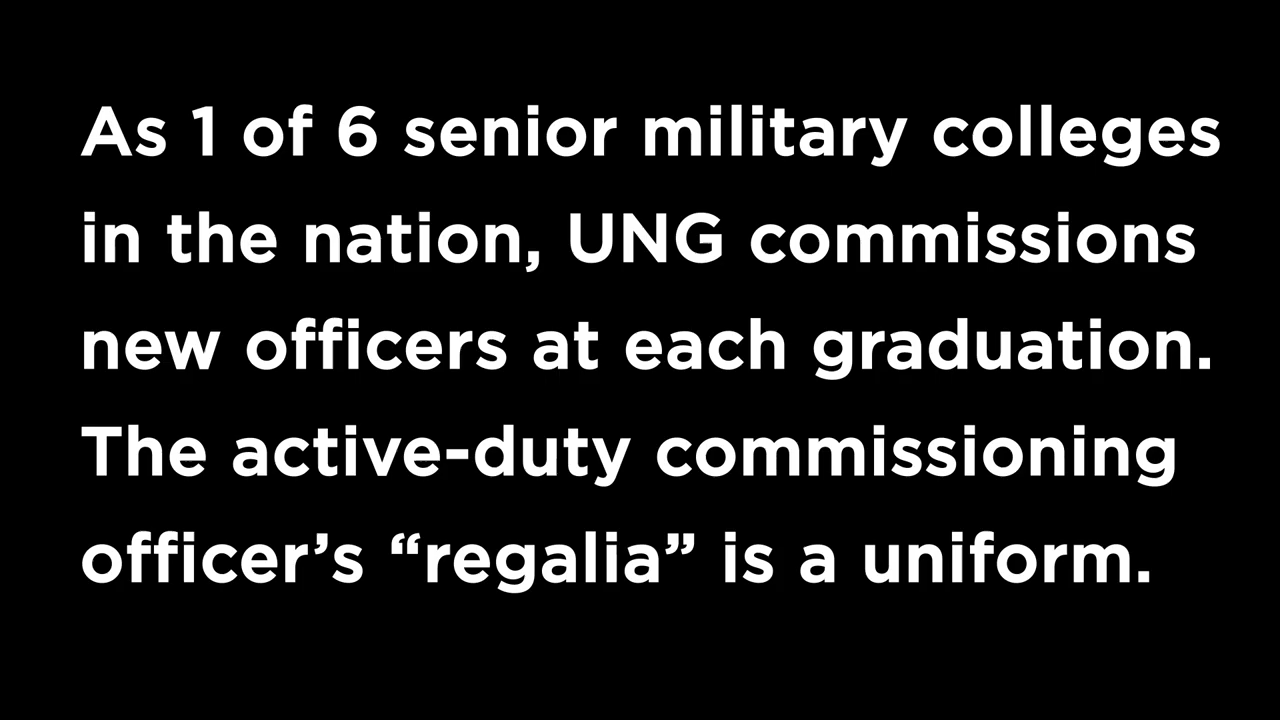 As 1 of 6 senior military colleges
in the nation, UNG commissions
new officers at each graduation.
The active-duty commissioning
officer’s “regalia” is a uniform.